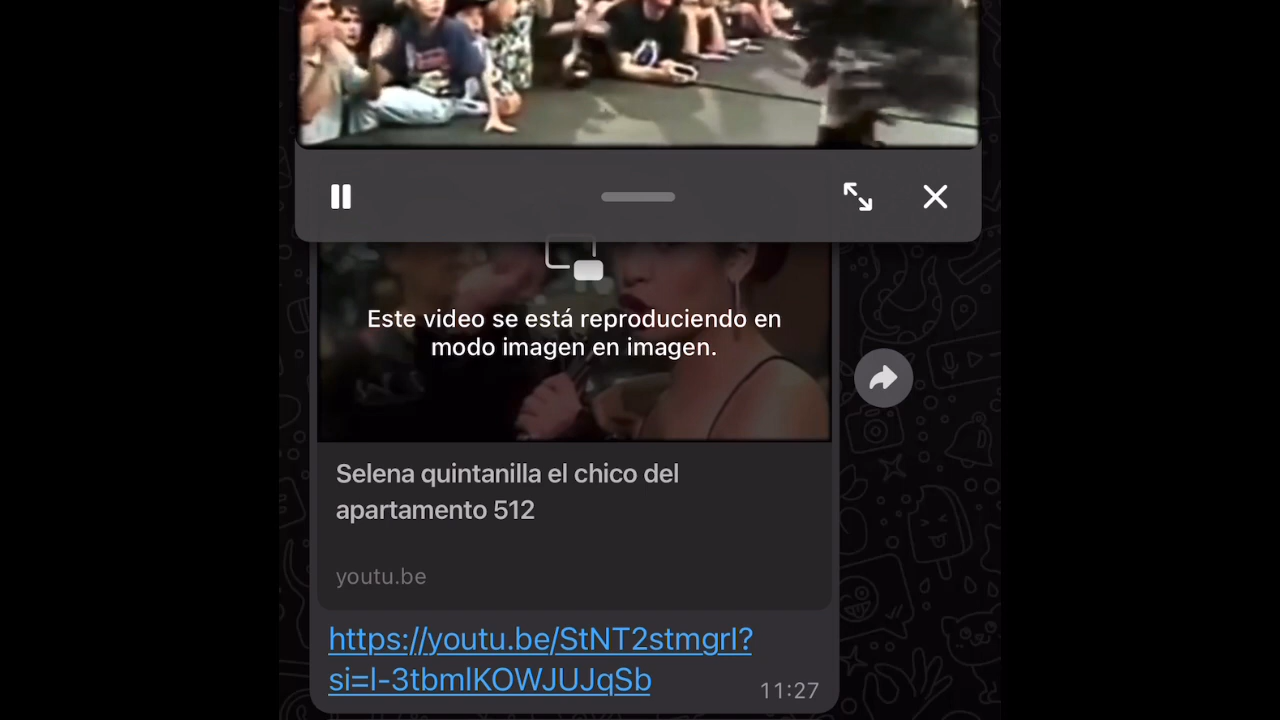 Este video se está reproduciendo en
modo imagen en imagen.
Selena quintanilla el chico del
apartamento 512
youtu.be
https://youtu.be/StNT2stmgrI?
si=I-3tbmlKOWJUJqSb
11:27